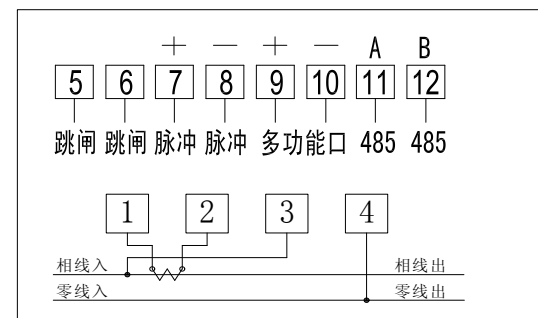 + — + — A B
5 6 7 8 9 10 11 12
跳闸 跳闸 脉冲 脉冲 多功能口 485 485
1 2 3 4
相线入 相线出
零线入 零线出